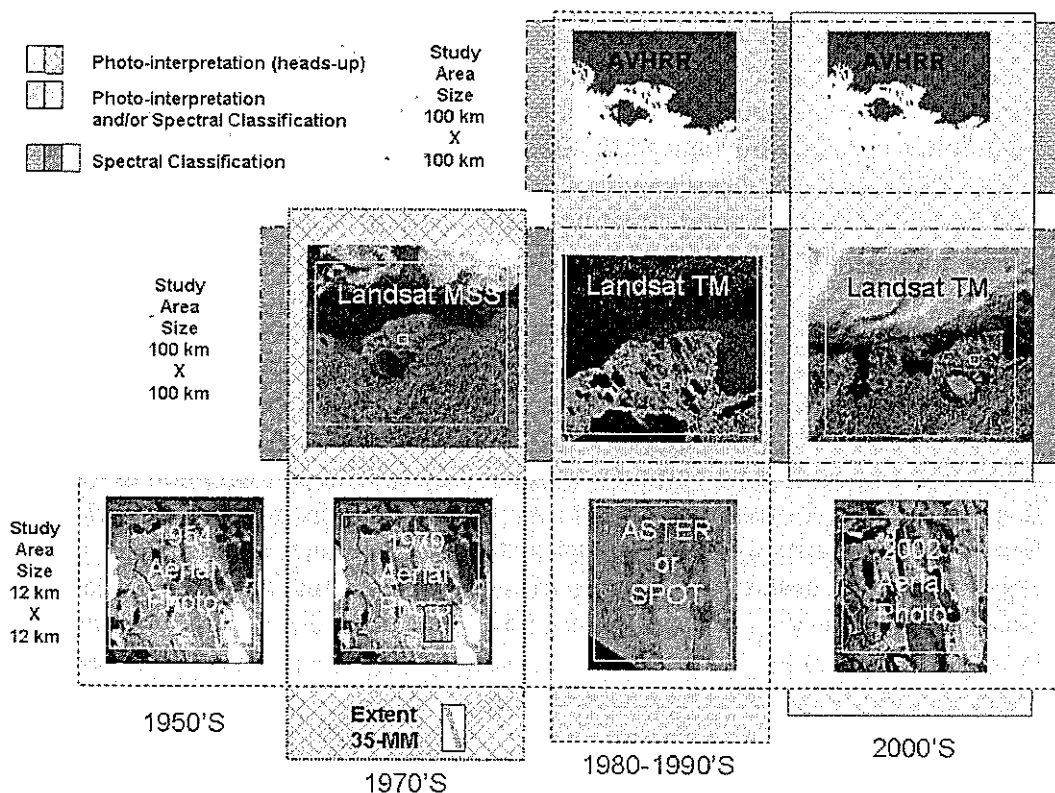 Photo-interpretation (heads-up)
Photo-interpretation
and/or Spectral Classification
Spectral Classification
Study
Area
Size
100 km
X
100 km
AVHRR
AVHRR
Study
Area
Size
100 km
X
100 km
Landsat MSS
Landsat TM
Landsat TM
Study
Area
Size
12 km
X
12 km
1954
Aerial
Photo
1970
Aerial
Photo
ASTER
or
SPOT
2002
Aerial
Photo
1950'S
Extent
35-MM
1970'S
1980-1990'S
2000'S